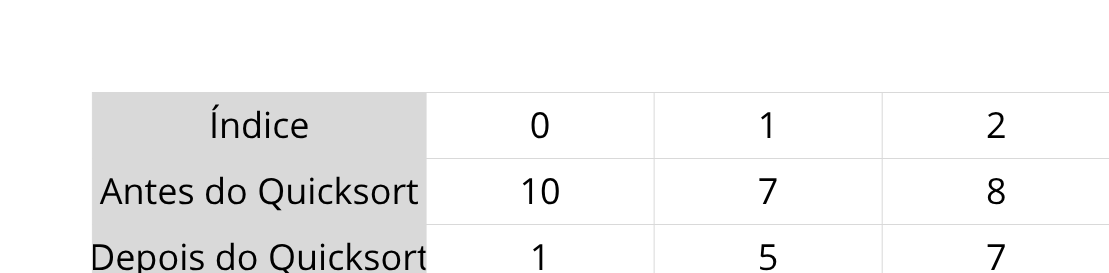 Índice 0 1 2
Antes do Quicksort 10 7 8
Depois do Quicksort 1 5 7